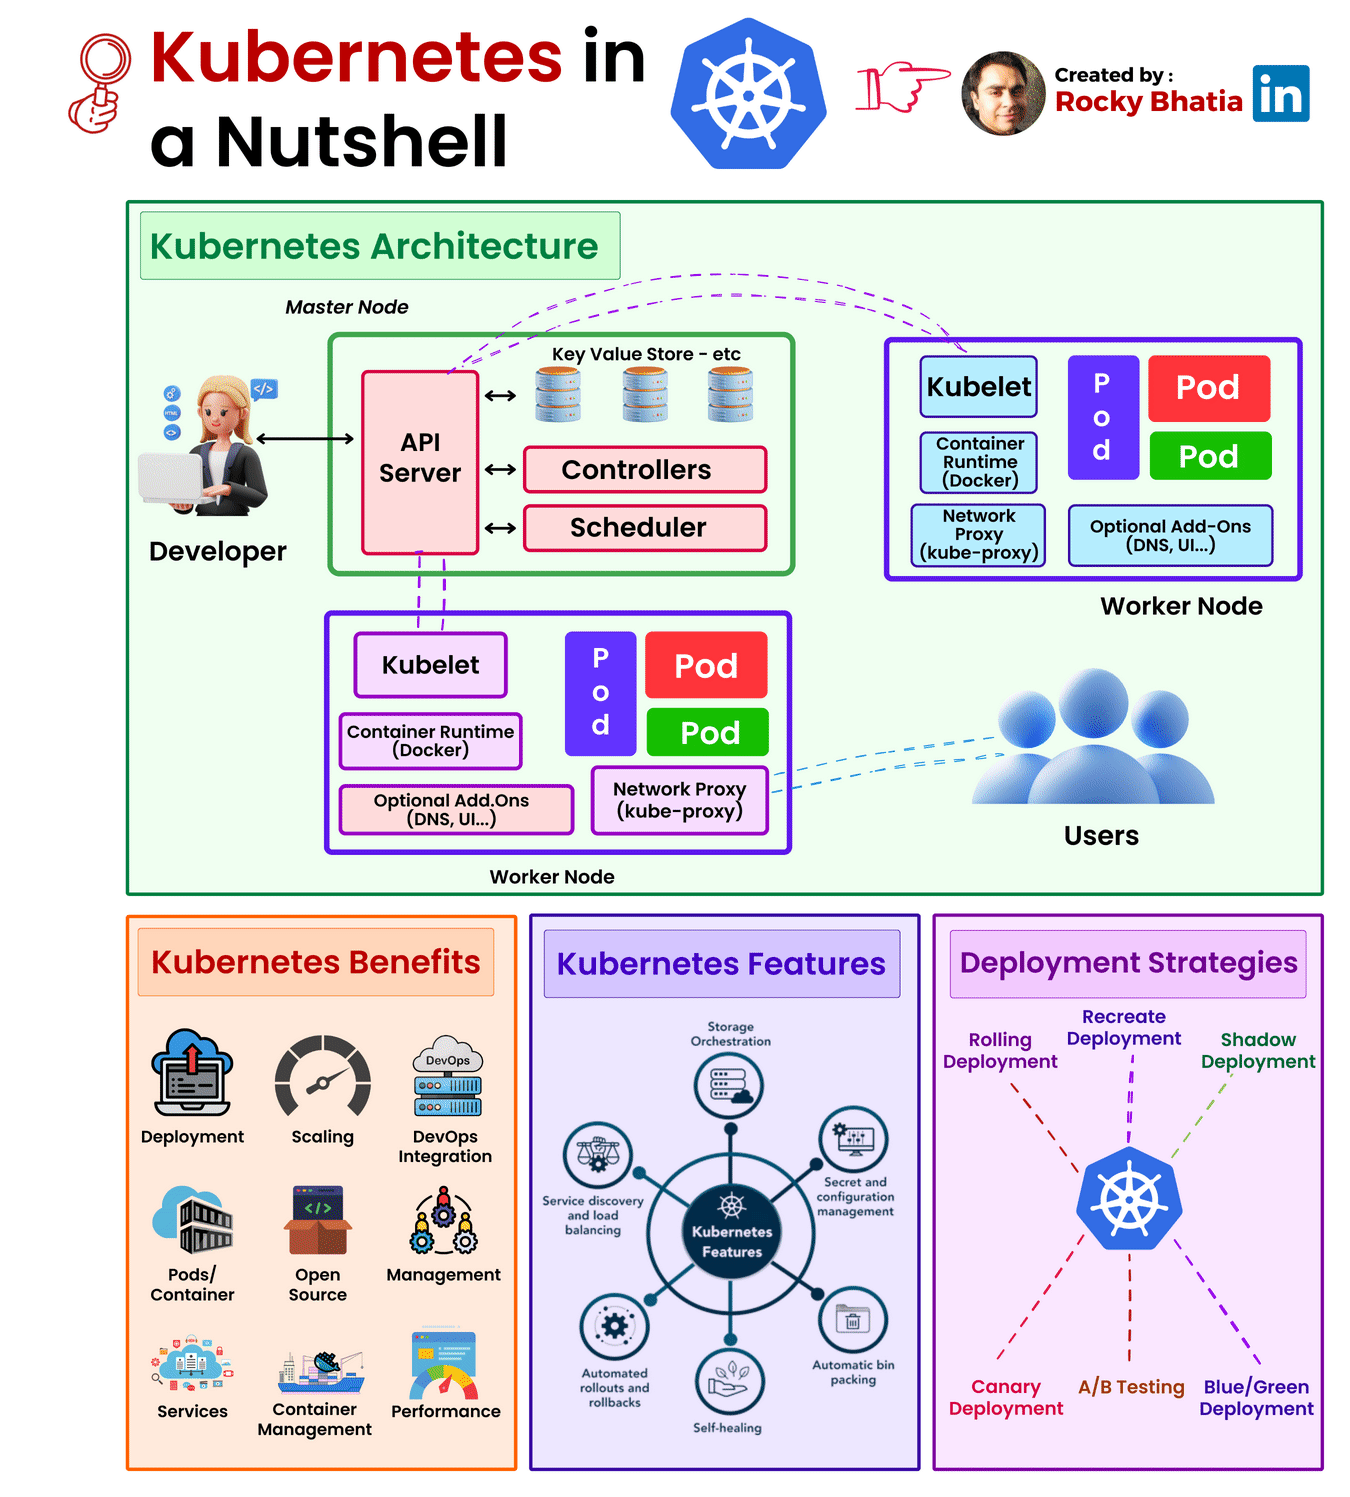 Kubernetes in
a Nutshell
Created by :
Rocky Bhatia
in
Kubernetes Architecture
Master Node
Key Value Store - etc
API
Server
Controllers
Scheduler
</>
HTML
<>
Developer
Kubelet
Container
Runtime
(Docker)
Network
Proxy
(kube-proxy)
P
o
d
Pod
Pod
Optional Add-Ons
(DNS, UI...)
Worker Node
Kubelet
Container Runtime
(Docker)
Optional Add.Ons
(DNS, UI...)
P
o
d
Pod
Pod
Network Proxy
(kube-proxy)
Worker Node
Users
Kubernetes Benefits
Deployment
Scaling
DevOps
DevOps
Integration
Pods/
Container
</>
Open
Source
Management
Services
Container
Management
Performance
Kubernetes Features
Storage
Orchestration
Secret and
configuration
management
Service discovery
and load
balancing
Kubernetes
Features
Automated
rollouts and
rollbacks
Automatic bin
packing
Self-healing
Deployment Strategies
Rolling
Deployment
Recreate
Deployment
Shadow
Deployment
Canary
Deployment
A/B Testing
Blue/Green
Deployment